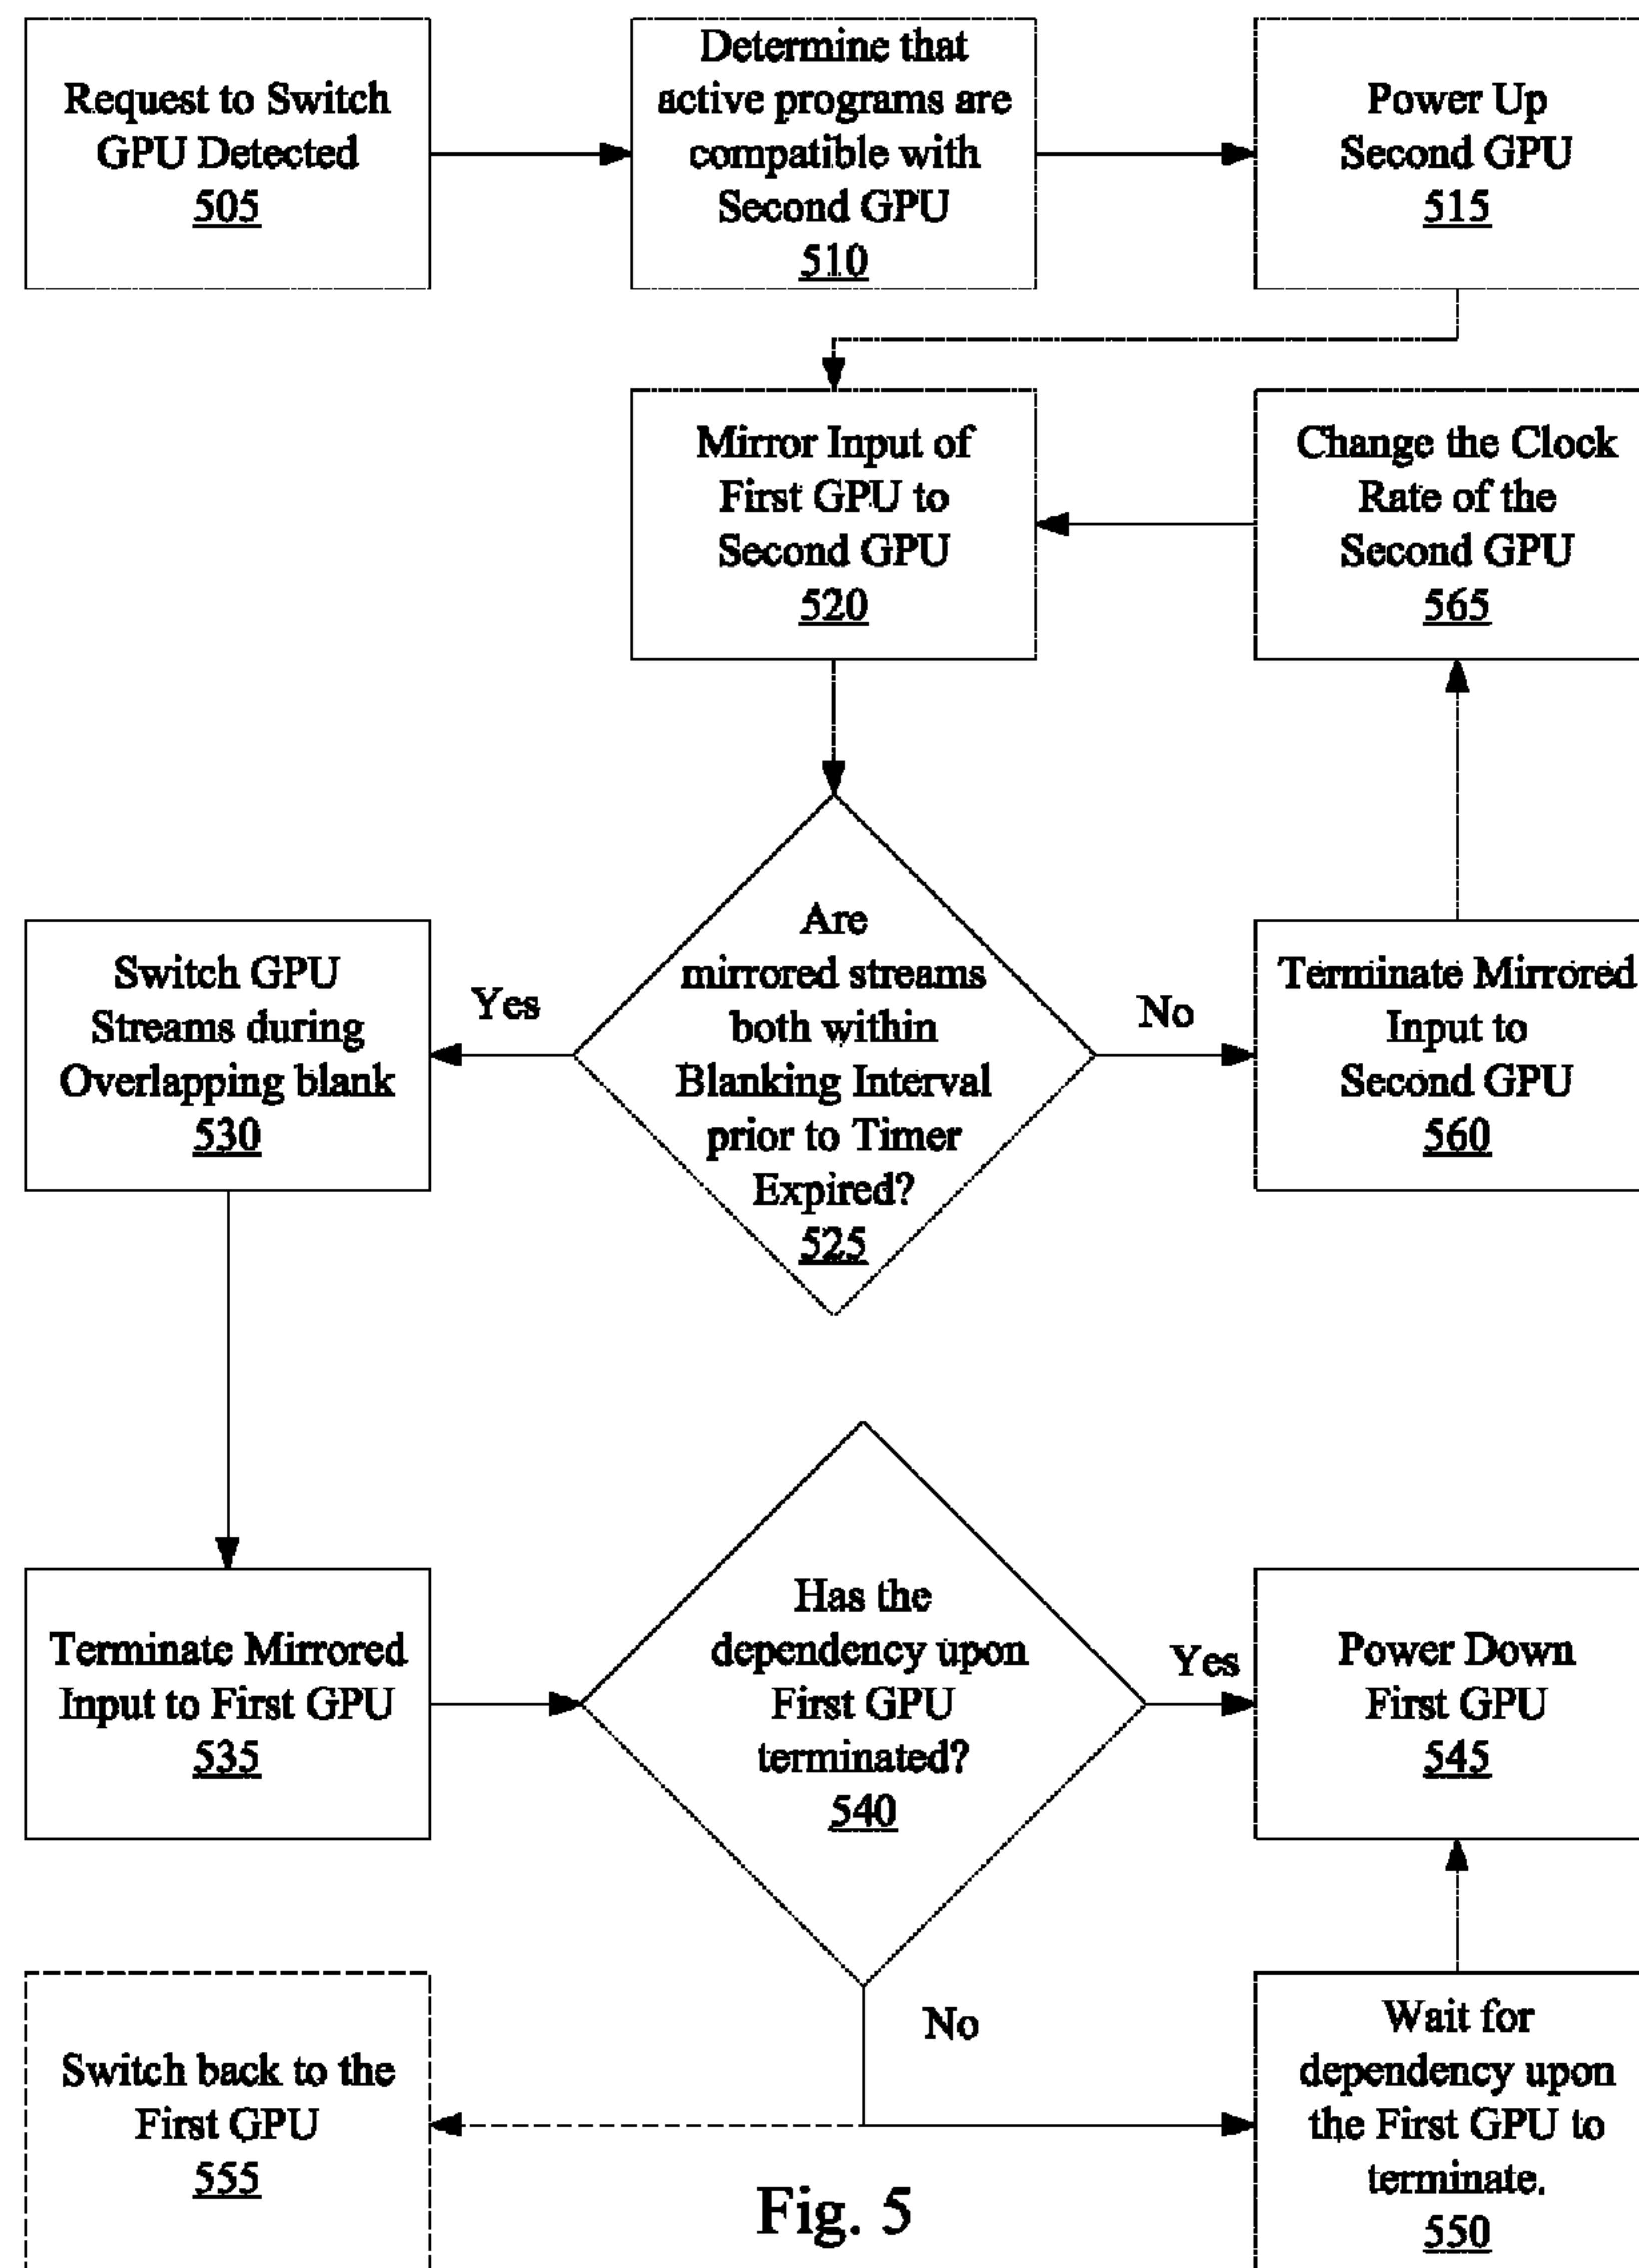 Request to Switch
GPU Detected
505
Determine that
active programs are
compatible with
Second GPU
510
Power Up
Second GPU
515
Mirror Input of
First GPU to
Second GPU
520
Change the Clock
Rate of the
Second GPU
565
Are
mirrored streams
both within
Blanking Interval
prior to Timer
Expired?
525
Yes
No
Switch GPU
Streams during
Overlapping blank
530
Terminate Mirrored
Input to
Second GPU
560
Terminate Mirrored
Input to First GPU
535
Has the
dependency upon
First GPU
terminated?
540
Yes
Power Down
First GPU
545
No
Switch back to the
First GPU
555
Wait for
dependency upon
the First GPU to
terminate.
550
Fig. 5